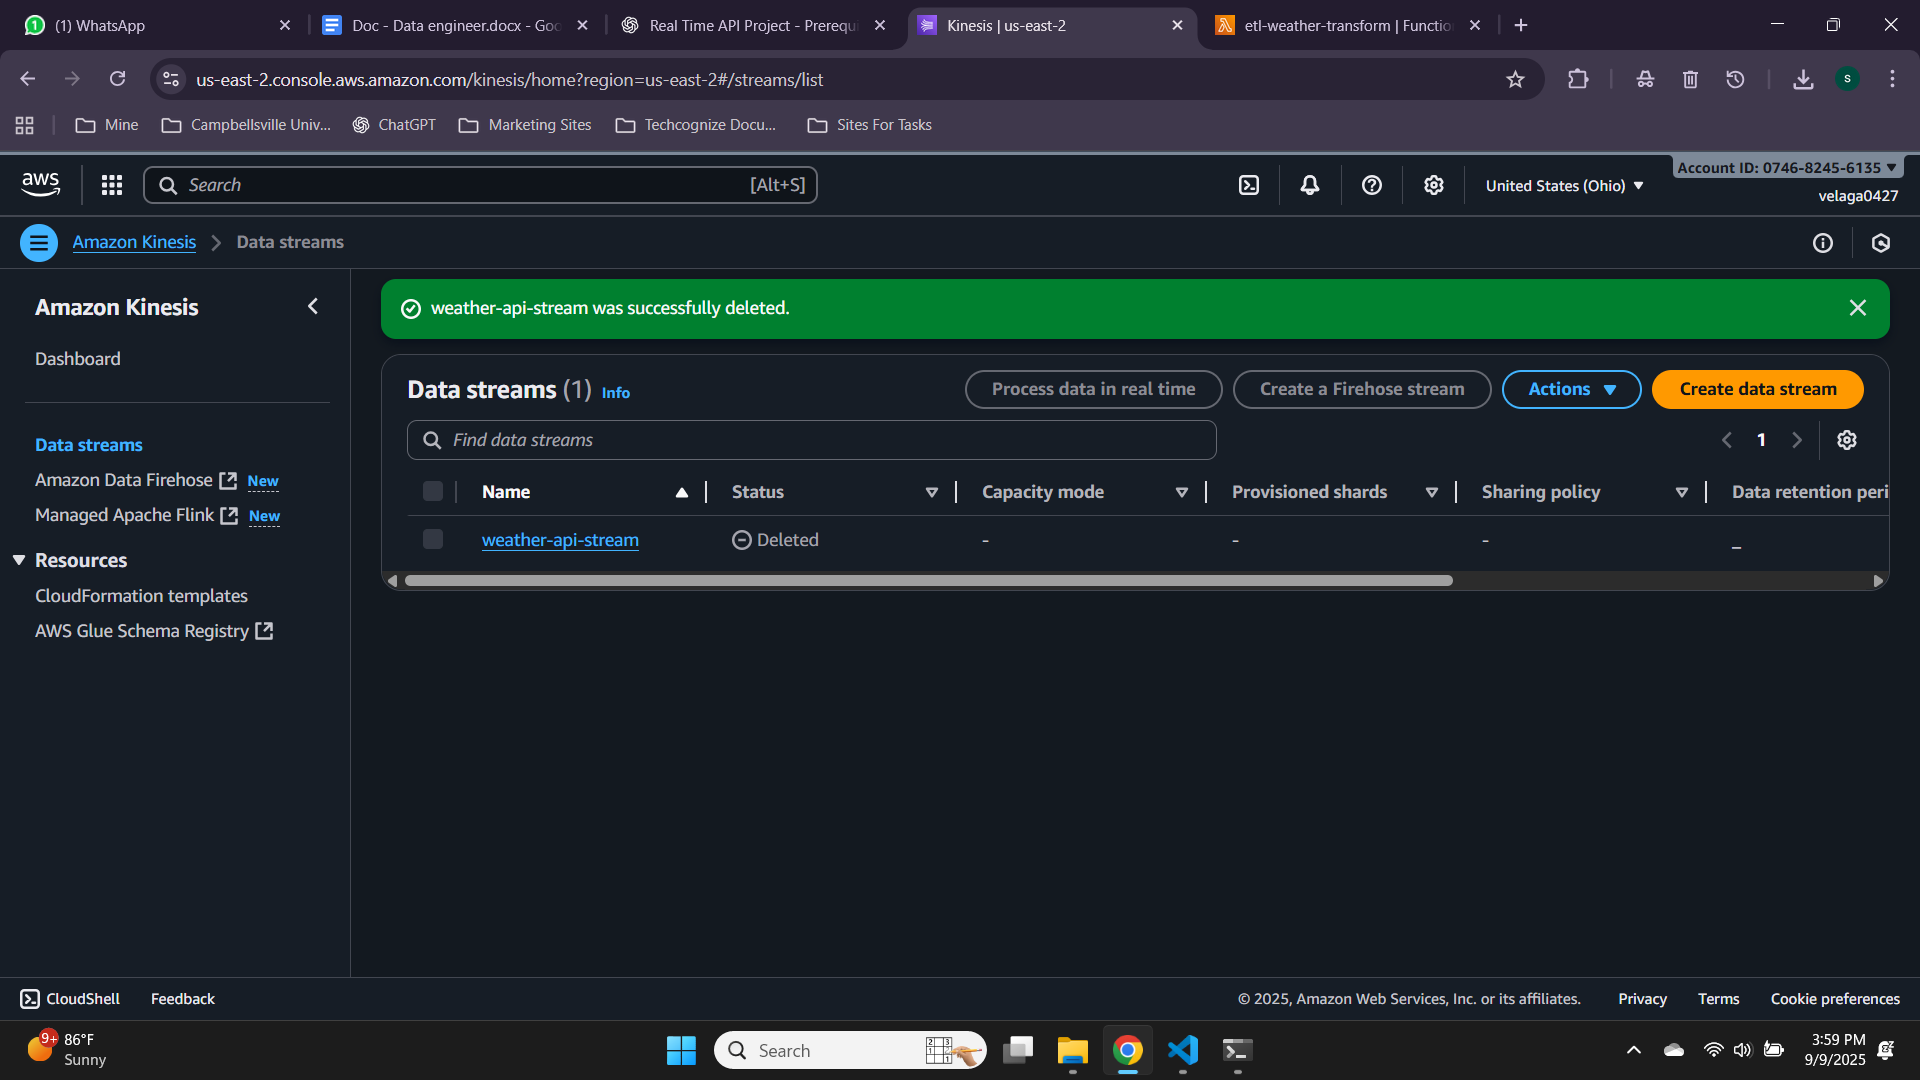 (1) WhatsApp
Doc - Data engineer.docx - Goo
Real Time API Project - Prerequi
Kinesis | us-east-2
etl-weather-transform | Functio
us-east-2.console.aws.amazon.com/kinesis/home?region=us-east-2#/streams/list
S
Mine
Campbellsville Univ...
ChatGPT
Marketing Sites
Techcognize Docu...
Sites For Tasks
aws
Search
[Alt+S]
United States (Ohio)
Account ID: 0746-8245-6135
velaga0427
Amazon Kinesis
Data streams
Amazon Kinesis
Dashboard
Data streams
Amazon Data Firehose New
Managed Apache Flink New
Resources
CloudFormation templates
AWS Glue Schema Registry
weather-api-stream was successfully deleted.
Data streams (1) Info
Process data in real time
Create a Firehose stream
Actions
Create data stream
Find data streams
1
Name
Status
Capacity mode
Provisioned shards
Sharing policy
Data retention peri
weather-api-stream
Deleted
-
-
-
–
CloudShell
Feedback
© 2025, Amazon Web Services, Inc. or its affiliates.
Privacy
Terms
Cookie preferences
9+
86°F
Sunny
Search
3:59 PM
9/9/2025